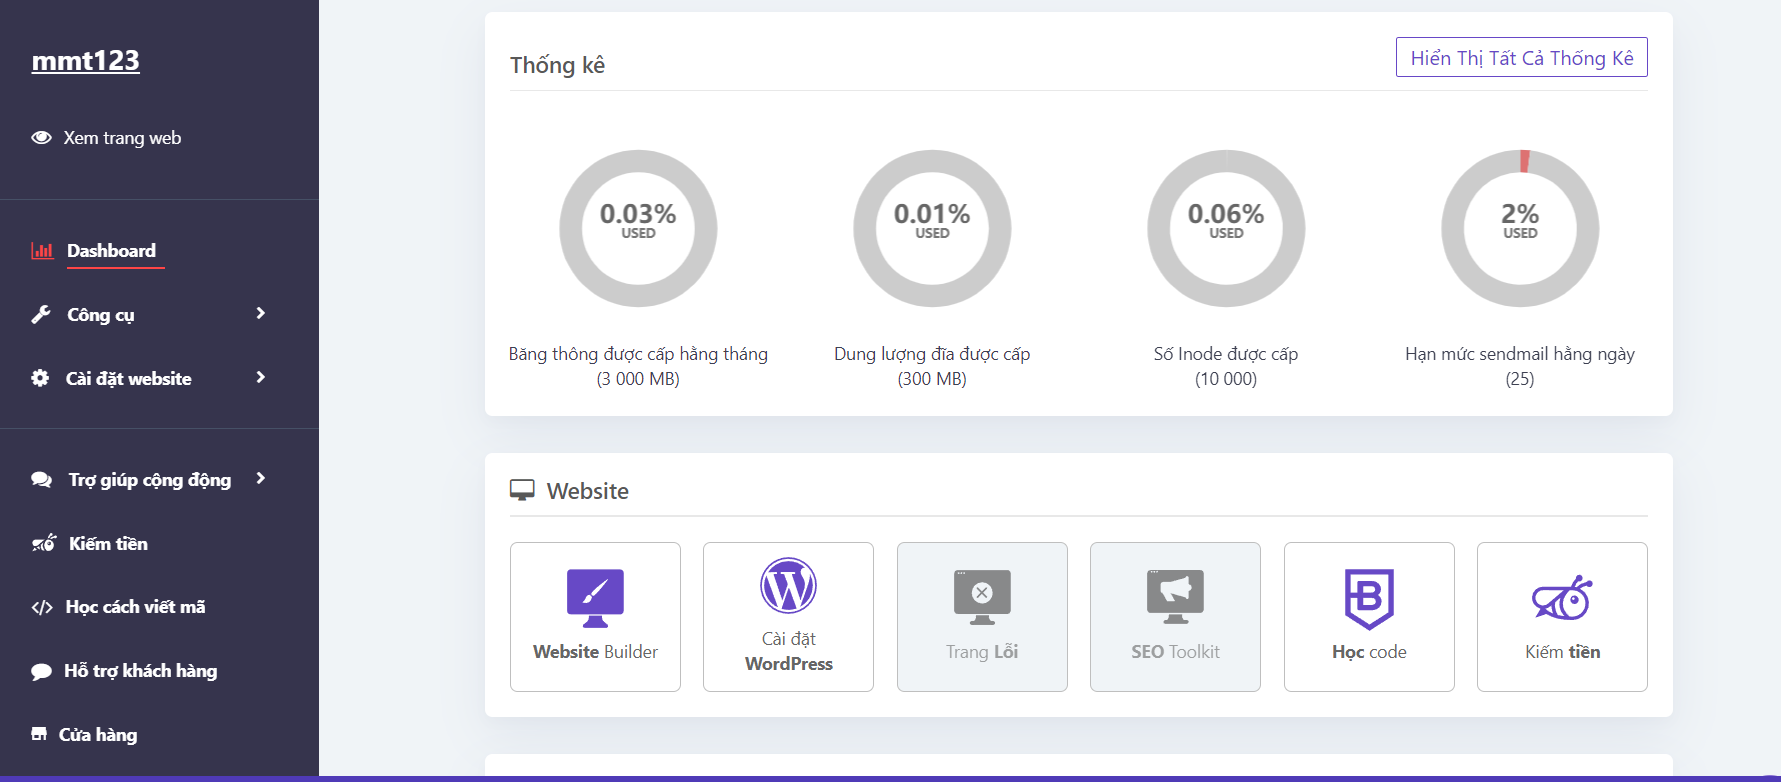 mmt123
Xem trang web
Dashboard
Công cụ
Cài đặt website
Trợ giúp cộng động
Kiếm tiền
Học cách viết mã
Hỗ trợ khách hàng
Cửa hàng
Thống kê
Hiển Thị Tất Cả Thống Kê
0.03%
USED
Băng thông được cấp hằng tháng
(3 000 MB)
0.01%
USED
Dung lượng đĩa được cấp
(300 MB)
0.06%
USED
Số Inode được cấp
(10 000)
2%
USED
Hạn mức sendmail hằng ngày
(25)
Website
Website Builder
Cài đặt
WordPress
Trang Lỗi
SEO Toolkit
Học code
Kiếm tiền